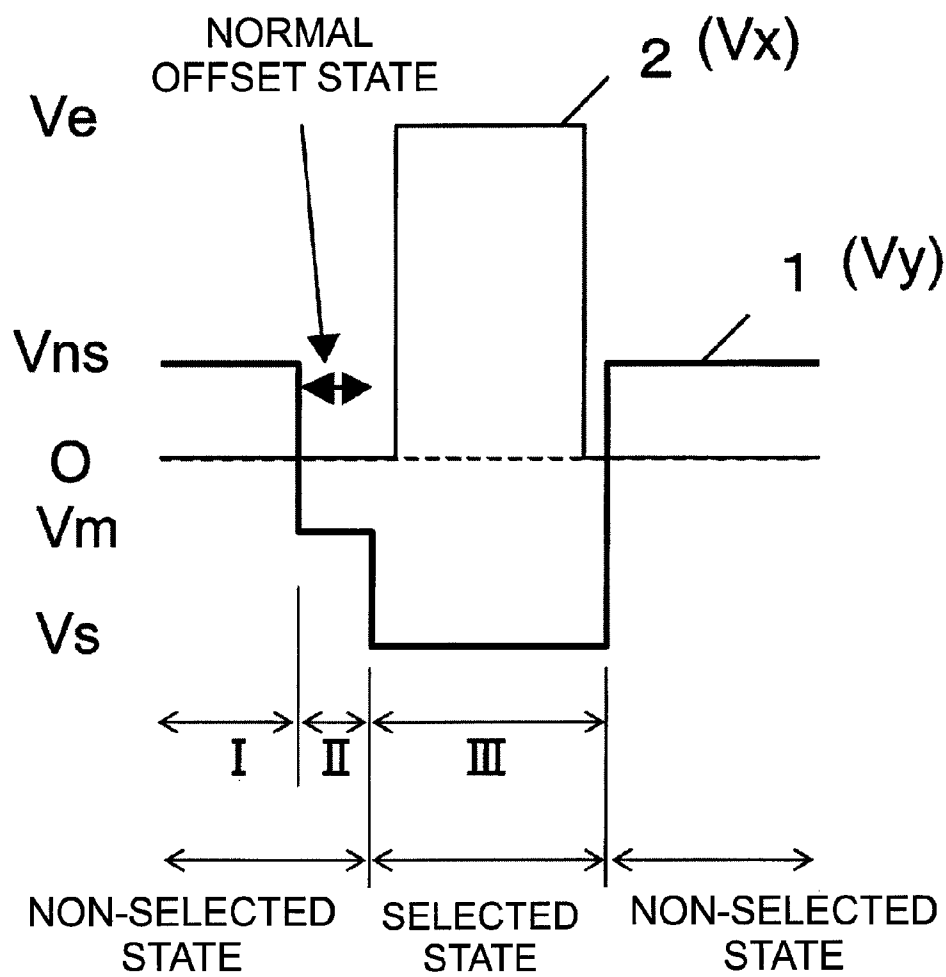 NORMAL
OFFSET STATE
2 (Vx)
Ve
1 (Vy)
Vns
O
Vm
Vs
I II III
NON-SELECTED
STATE
SELECTED
STATE
NON-SELECTED
STATE